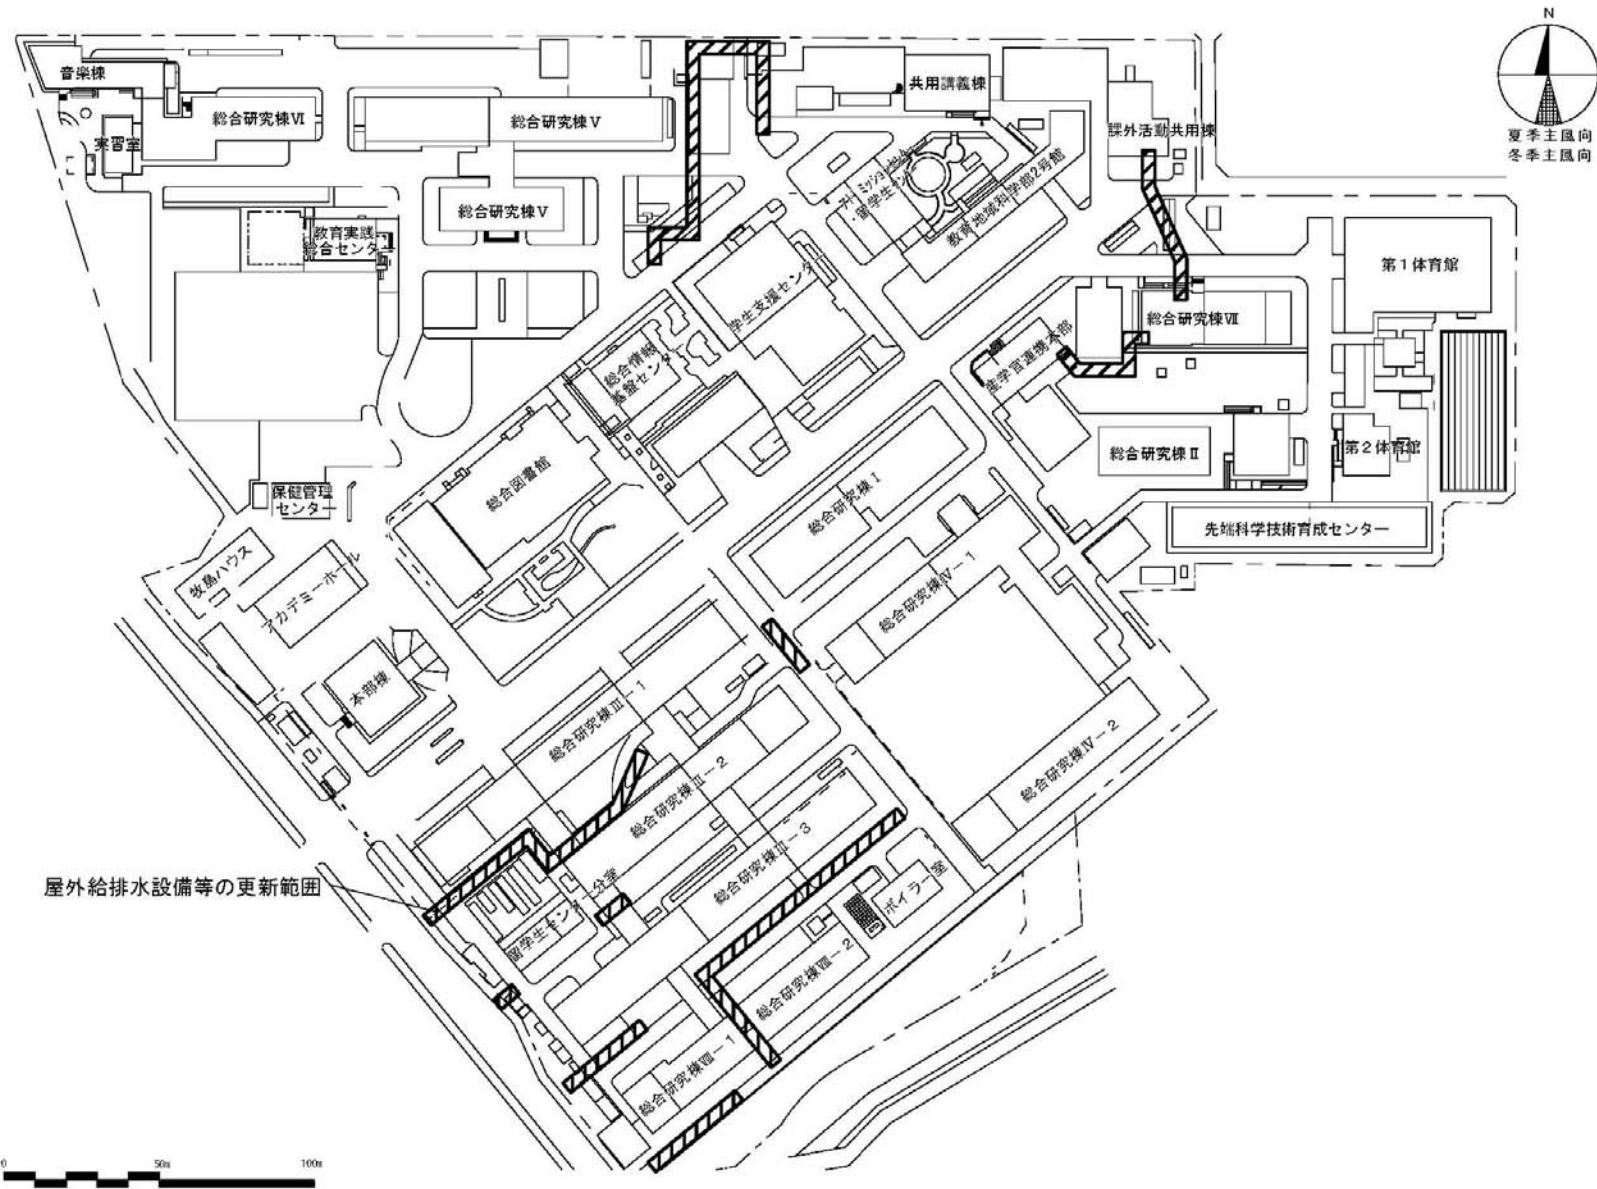 N
夏季主風向
冬季主風向
音楽棟
総合研究棟Ⅵ
実習室
総合研究棟Ⅴ
共用講義棟
課外活動共用棟
総合研究棟Ⅴ
アドミッションセンター
・留学生センター
教育地域科学部2号館
教育実践
総合センター
学生支援センター
第1体育館
総合研究棟Ⅶ
産学官連携本部
総合情報
基盤センター
総合研究棟Ⅱ
第2体育館
総合図書館
総合研究棟Ⅰ
保健管理
センター
先端科学技術育成センター
牧島ハウス
アカデミーホール
総合研究棟Ⅳ－1
本部棟
総合研究棟Ⅲ－1
総合研究棟Ⅳ－2
総合研究棟Ⅲ－2
総合研究棟Ⅲ－3
屋外給排水設備等の更新範囲
留学生センター分室
ボイラー室
総合研究棟Ⅷ－2
総合研究棟Ⅷ－1
0 50m 100m